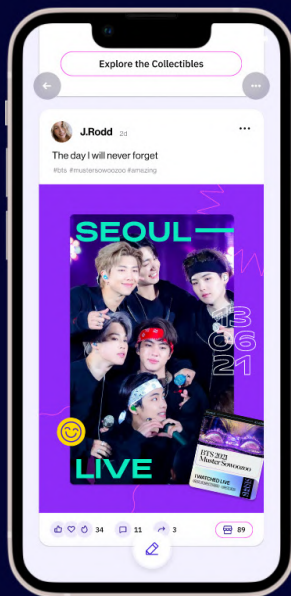 Explore the Collectibles
J.Rodd 2d
The day I will never forget
#bts #mustersowoozoo #amazing
SEOUL
13
06
21
LIVE
BTS 2021
Muster Sowoozoo
I WATCHED LIVE
34
11
3
89